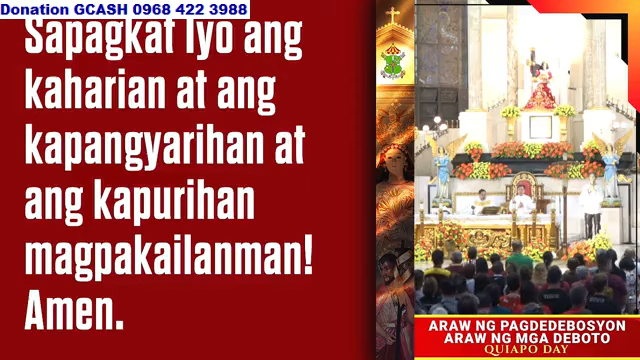 Donation GCASH 0968 422 3988
Sapagkat Iyo ang
kaharian at ang
kapangyarihan at
ang kapurihan
magpakailanman!
Amen.
ARAW NG PAGDEDEBOSYON
ARAW NG MGA DEBOTO
QUIAPO DAY